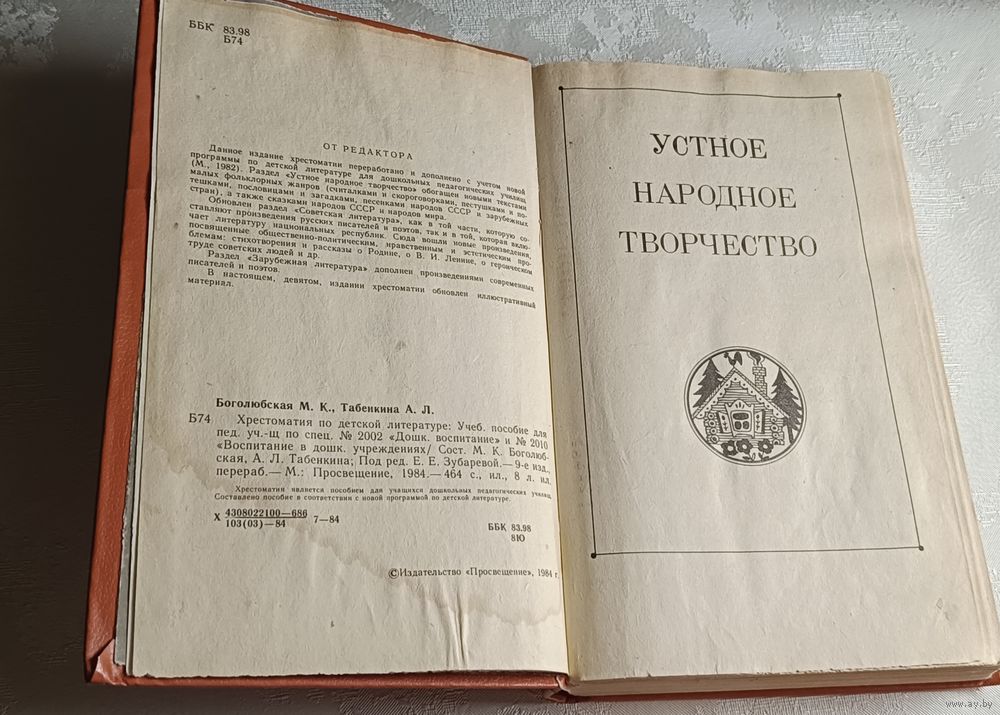 ББК 83.98
Б74
ОТ РЕДАКТОРА
Данное издание хрестоматии переработано и дополнено с учетом новой
программы по детской литературе для дошкольных педагогических училищ
(М., 1982). Раздел «Устное народное творчество» обогащен новыми текстами
малых фольклорных жанров (считалками и скороговорками, пестушками и по-
тешками, пословицами и загадками, песенками народов СССР и зарубежных
стран), а также сказками народов СССР и народов мира.
Обновлен раздел «Советская литература», как в той части, которую со-
ставляют произведения русских писателей и поэтов, так и в той, которая вклю-
чает литературу национальных республик. Сюда вошли новые произведения,
посвященные общественно-политическим, нравственным и эстетическим про-
блемам: стихотворения и рассказы о Родине, о В. И. Ленине, о героическом
труде советских людей и др.
Раздел «Зарубежная литература» дополнен произведениями современных
писателей и поэтов.
В настоящем, девятом, издании хрестоматии обновлен иллюстративный
материал.
Боголюбская М. К., Табенкина А. Л.
Б74 Хрестоматия по детской литературе: Учеб. пособие для
пед. уч.-щ по спец. № 2002 «Дошк. воспитание» и № 2010
«Воспитание в дошк. учреждениях/ Сост. М. К. Боголюб-
ская, А. Л. Табенкина; Под ред. Е. Е. Зубаревой.— 9-е изд.,
перераб.— М.: Просвещение, 1984.— 464 с., ил., 8 л. ил.
Хрестоматия является пособием для учащихся дошкольных педагогических училищ.
Составлено пособие в соответствии с новой программой по детской литературе.
Х 4308022100—686 7—84
103(03)—84
ББК 83.98
8Ю
© Издательство «Просвещение», 1984 г.
УСТНОЕ
НАРОДНОЕ
ТВОРЧЕСТВО
www.ay.by